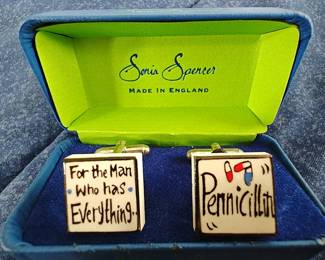 Sonia Spencer
MADE IN ENGLAND
For the Man
Who has
Everything..
Pennicillin